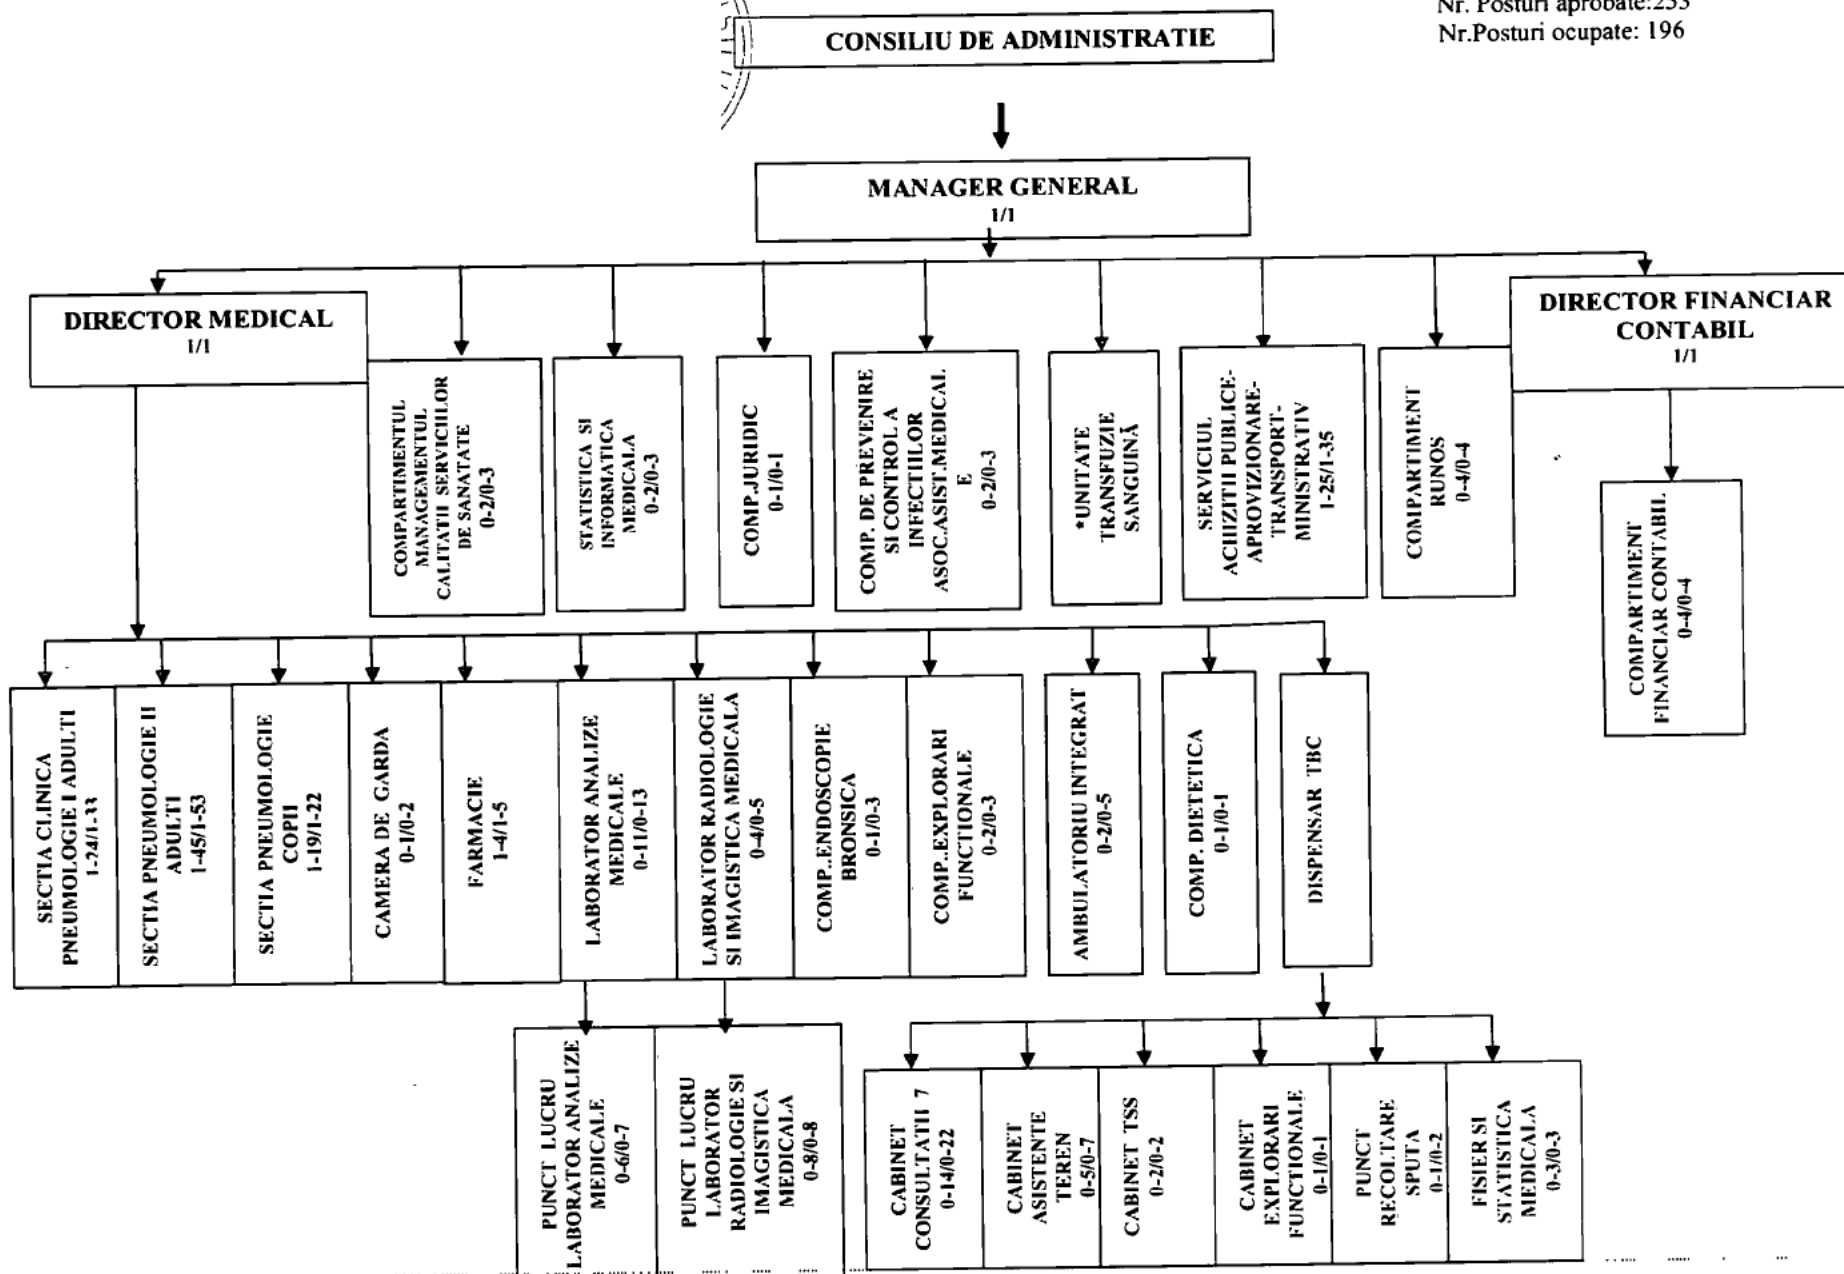 Nr. Posturi aprobate:253
Nr.Posturi ocupate: 196
CONSILIU DE ADMINISTRATIE
MANAGER GENERAL
1/1
DIRECTOR MEDICAL
1/1
DIRECTOR FINANCIAR
CONTABIL
1/1
COMPARTIMENTUL
MANAGEMENTUL
CALITATII SERVICIILOR
DE SANATATE
0-2/0-3
STATISTICA SI
INFORMATICA
MEDICALA
0-2/0-3
COMP.JURIDIC
0-1/0-1
COMP. DE PREVENIRE
SI CONTROL A
INFECTIILOR
ASOC.ASIST.MEDICAL
E
0-2/0-3
*UNITATE
TRANSFUZIE
SANGUINĂ
SERVICIUL
ACHIZITII PUBLICE-
APROVIZIONARE-
TRANSPORT-
MINISTRATIV
1-25/1-35
COMPARTIMENT
RUNOS
0-4/0-4
COMPARTIMENT
FINANCIAR CONTABIL
0-4/0-4
SECTIA CLINICA
PNEUMOLOGIE I ADULTI
1-24/1-33
SECTIA PNEUMOLOGIE II
ADULTI
1-45/1-53
SECTIA PNEUMOLOGIE
COPII
1-19/1-22
CAMERA DE GARDA
0-1/0-2
FARMACIE
1-4/1-5
LABORATOR ANALIZE
MEDICALE
0-11/0-13
LABORATOR RADIOLOGIE
SI IMAGISTICA MEDICALA
0-4/0-5
COMP..ENDOSCOPIE
BRONSICA
0-1/0-3
COMP..EXPLORARI
FUNCTIONALE
0-2/0-3
AMBULATORIU INTEGRAT
0-2/0-5
COMP. DIETETICA
0-1/0-1
DISPENSAR TBC
PUNCT LUCRU
LABORATOR ANALIZE
MEDICALE
0-6/0-7
PUNCT LUCRU
LABORATOR
RADIOLOGIE SI
IMAGISTICA
MEDICALA
0-8/0-8
CABINET
CONSULTATII 7
0-14/0-22
CABINET
ASISTENTE
TEREN
0-5/0-7
CABINET TSS
0-2/0-2
CABINET
EXPLORARI
FUNCTIONALE
0-1/0-1
PUNCT
RECOLTARE
SPUTA
0-1/0-2
FISIER SI
STATISTICA
MEDICALA
0-3/0-3